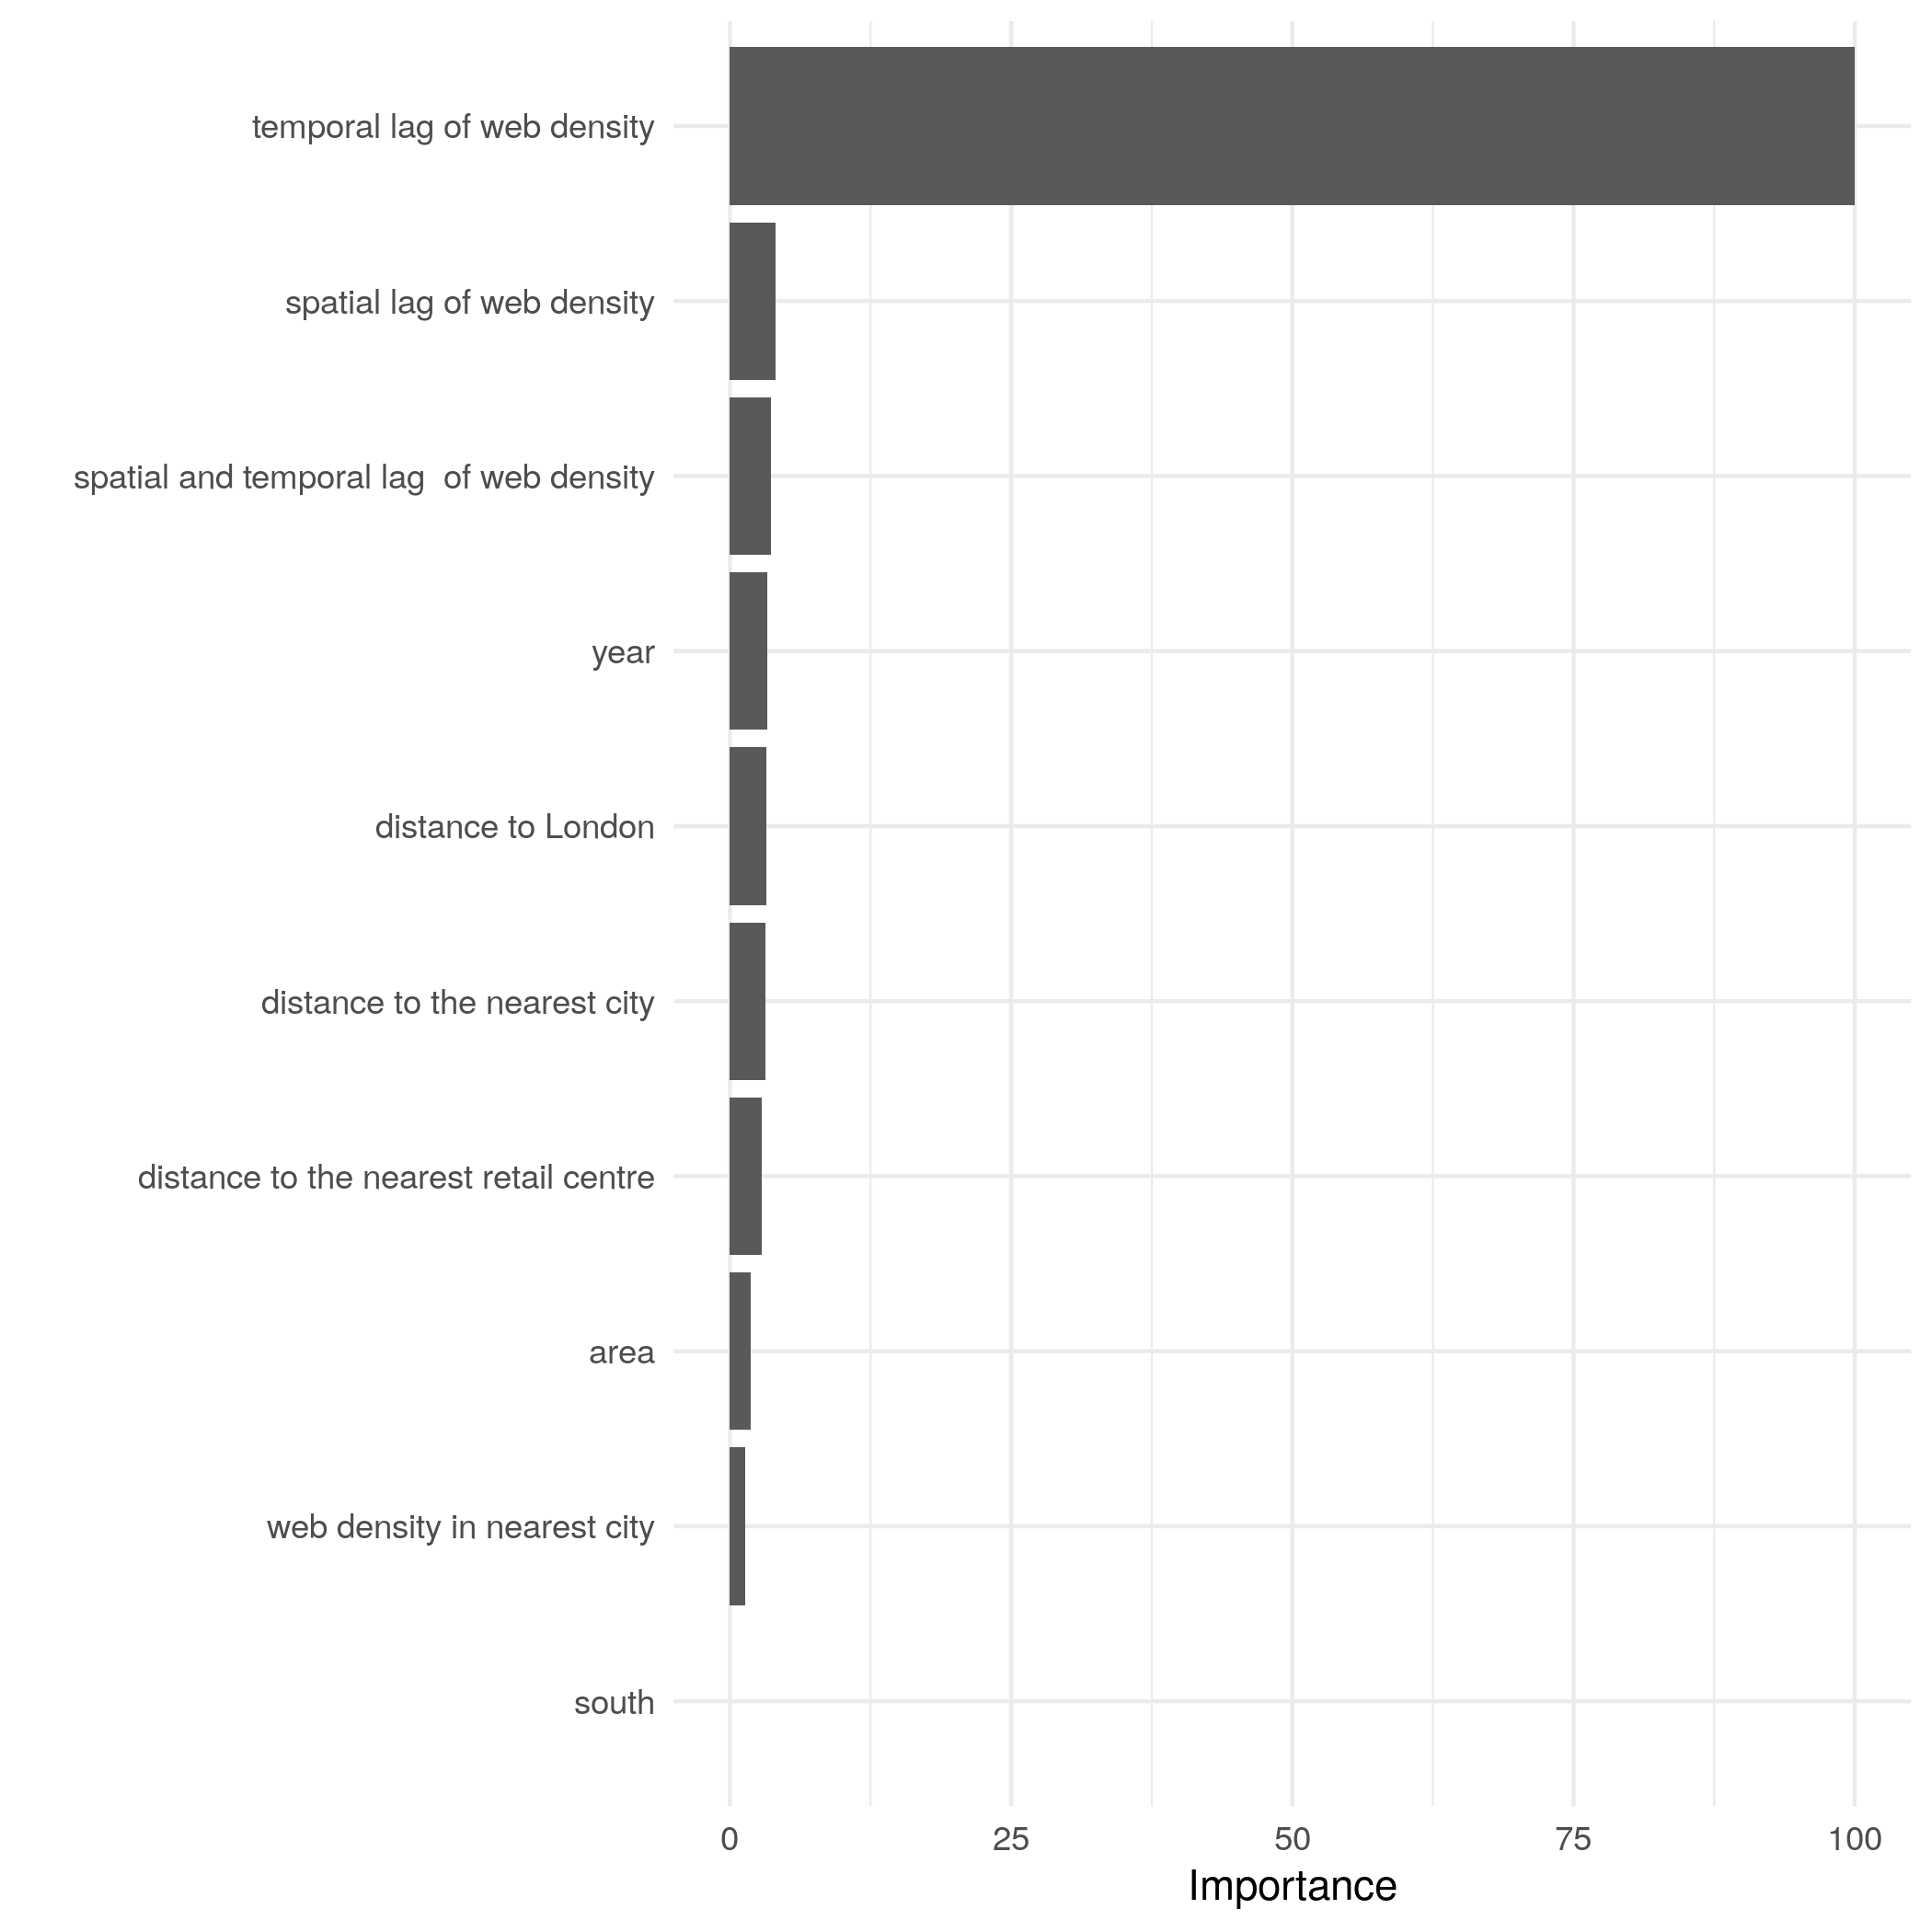 temporal lag of web density
spatial lag of web density
spatial and temporal lag  of web density
year
distance to London
distance to the nearest city
distance to the nearest retail centre
area
web density in nearest city
south
0 25 50 75 100
Importance